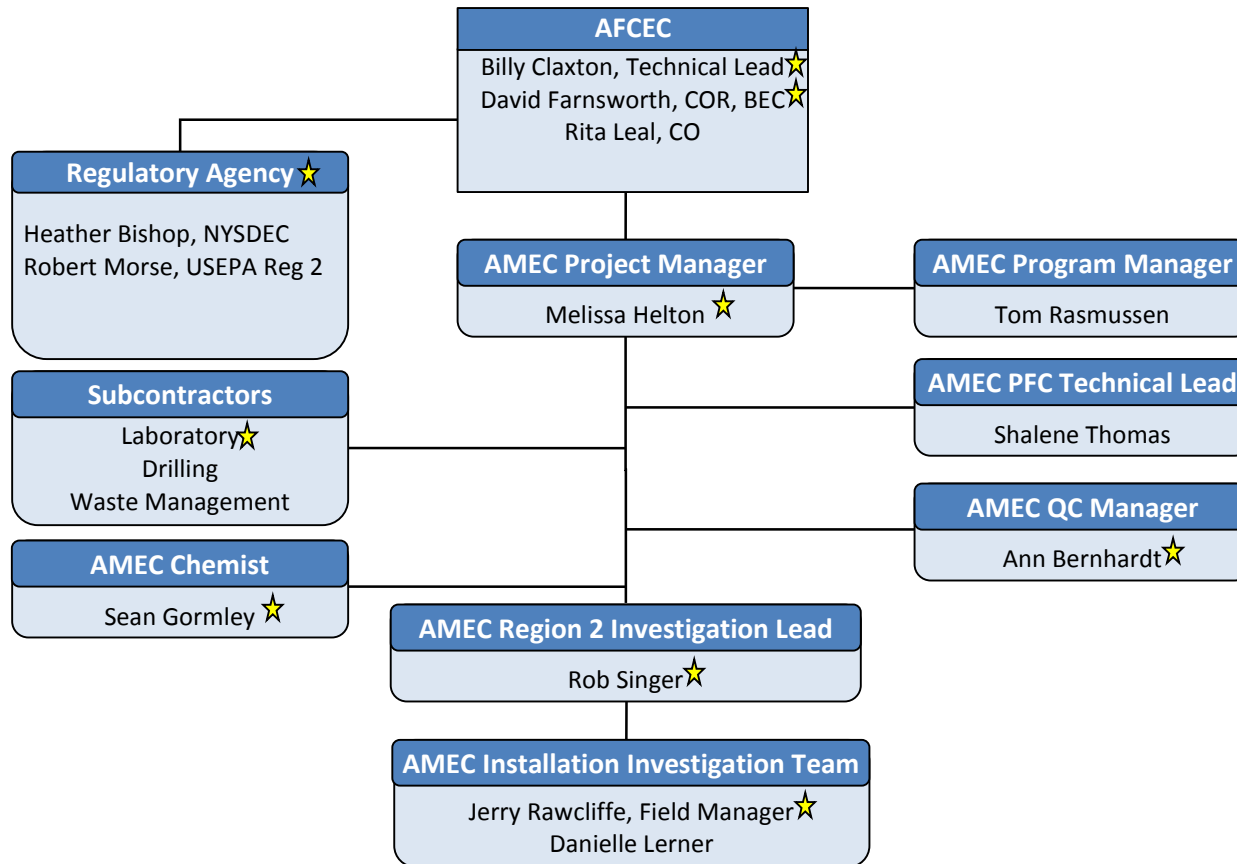 AFCEC
Billy Claxton, Technical Lead
David Farnsworth, COR, BEC
Rita Leal, CO
Regulatory Agency
Heather Bishop, NYSDEC
Robert Morse, USEPA Reg 2
AMEC Project Manager
Melissa Helton
AMEC Program Manager
Tom Rasmussen
AMEC PFC Technical Lead
Shalene Thomas
Subcontractors
Laboratory
Drilling
Waste Management
AMEC QC Manager
Ann Bernhardt
AMEC Chemist
Sean Gormley
AMEC Region 2 Investigation Lead
Rob Singer
AMEC Installation Investigation Team
Jerry Rawcliffe, Field Manager
Danielle Lerner